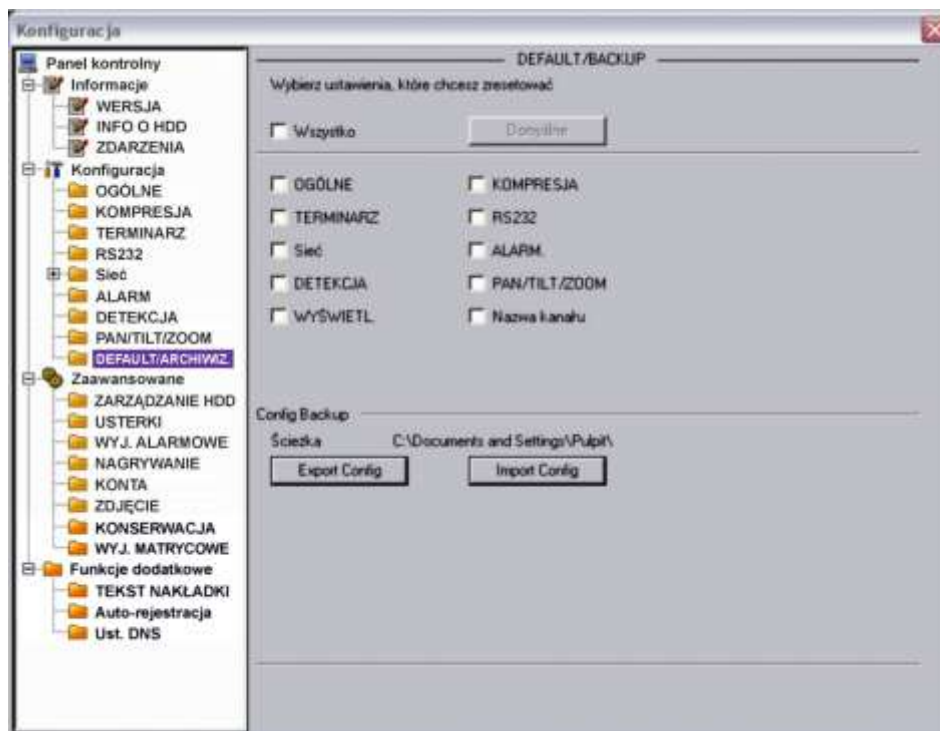 Konfiguracja
Panel kontrolny
Informacje
WERSJA
INFO O HDD
ZDARZENIA
Konfiguracja
OGÓLNE
KOMPRESJA
TERMINARZ
RS232
Sieć
ALARM
DETEKCJA
PAN/TILT/ZOOM
DEFAULT/ARCHIWIZ.
Zaawansowane
ZARZĄDZANIE HDD
USTERKI
WYJ. ALARMOWE
NAGRYWANIE
KONTA
ZDJĘCIE
KONSERWACJA
WYJ. MATRYCOWE
Funkcje dodatkowe
TEKST NAKŁADKI
Auto-rejestracja
Ust. DNS
DEFAULT/BACKUP
Wybierz ustawienia, które chcesz zresetować
Wszystko
Domyślne
OGÓLNE
KOMPRESJA
TERMINARZ
RS232
Sieć
ALARM.
DETEKCJA
PAN/TILT/ZOOM
WYŚWIETL.
Nazwa kanału
Config Backup
Ścieżka C:\Documents and Settings\Pulpit\
Export Config
Import Config